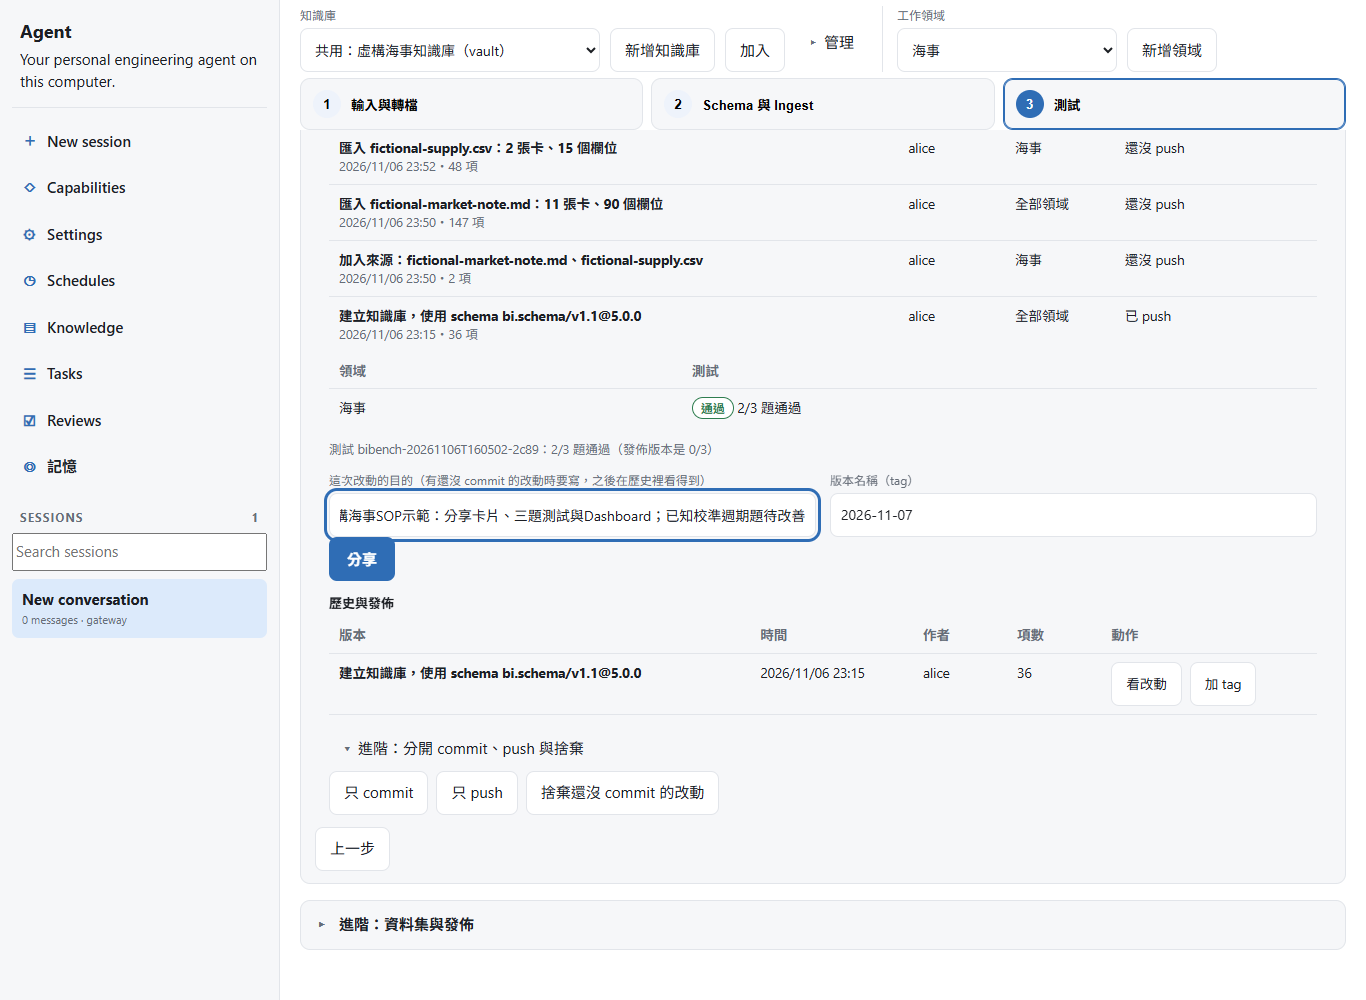 Agent
Your personal engineering agent on
this computer.
+ New session
Capabilities
Settings
Schedules
Knowledge
Tasks
Reviews
記憶
SESSIONS 1
Search sessions
New conversation
0 messages · gateway
知識庫
共用：虛構海事知識庫（vault）
新增知識庫
加入
管理
工作領域
海事
新增領域
1 輸入與轉檔
2 Schema 與 Ingest
3 測試
匯入 fictional-supply.csv：2 張卡、15 個欄位 alice 海事 還沒 push
2026/11/06 23:52・48 項
匯入 fictional-market-note.md：11 張卡、90 個欄位 alice 全部領域 還沒 push
2026/11/06 23:50・147 項
加入來源：fictional-market-note.md、fictional-supply.csv alice 海事 還沒 push
2026/11/06 23:50・2 項
建立知識庫，使用 schema bi.schema/v1.1@5.0.0 alice 全部領域 已 push
2026/11/06 23:15・36 項
領域 測試
海事 通過 2/3 題通過
測試 bibench-20261106T160502-2c89：2/3 題通過（發佈版本是 0/3）
這次改動的目的（有還沒 commit 的改動時要寫，之後在歷史裡看得到） 版本名稱（tag）
海事SOP示範：分享卡片、三題測試與Dashboard；已知校準週期題待改善 2026-11-07
分享
歷史與發佈
版本 時間 作者 項數 動作
建立知識庫，使用 schema bi.schema/v1.1@5.0.0 2026/11/06 23:15 alice 36 看改動 加 tag
進階：分開 commit、push 與捨棄
只 commit 只 push 捨棄還沒 commit 的改動
上一步
進階：資料集與發佈